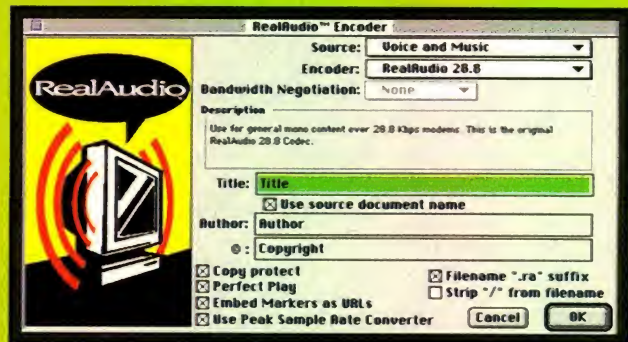 RealAudio™ Encoder
RealAudio
Source: Voice and Music
Encoder: RealAudio 28.8
Bandwidth Negotiation: None
Description
Use for general mono content over 28.8 Kbps modems. This is the original
RealAudio 28.8 Codec.
Title: Title
Use source document name
Author: Author
©: Copyright
Copy protect
Perfect Play
Embed Markers as URLs
Use Peak Sample Rate Converter
Filename ".ra" suffix
Strip "/" from filename
Cancel
OK